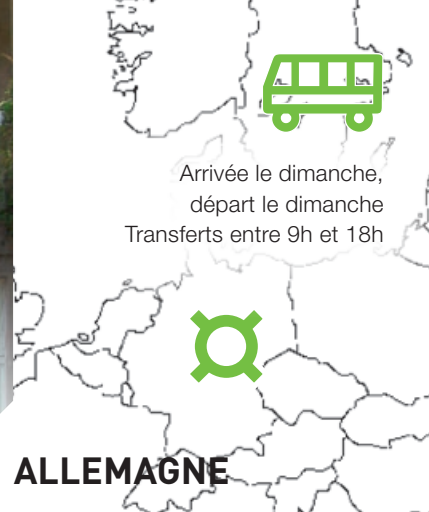 Arrivée le dimanche,
départ le dimanche
Transferts entre 9h et 18h
ALLEMAGNE